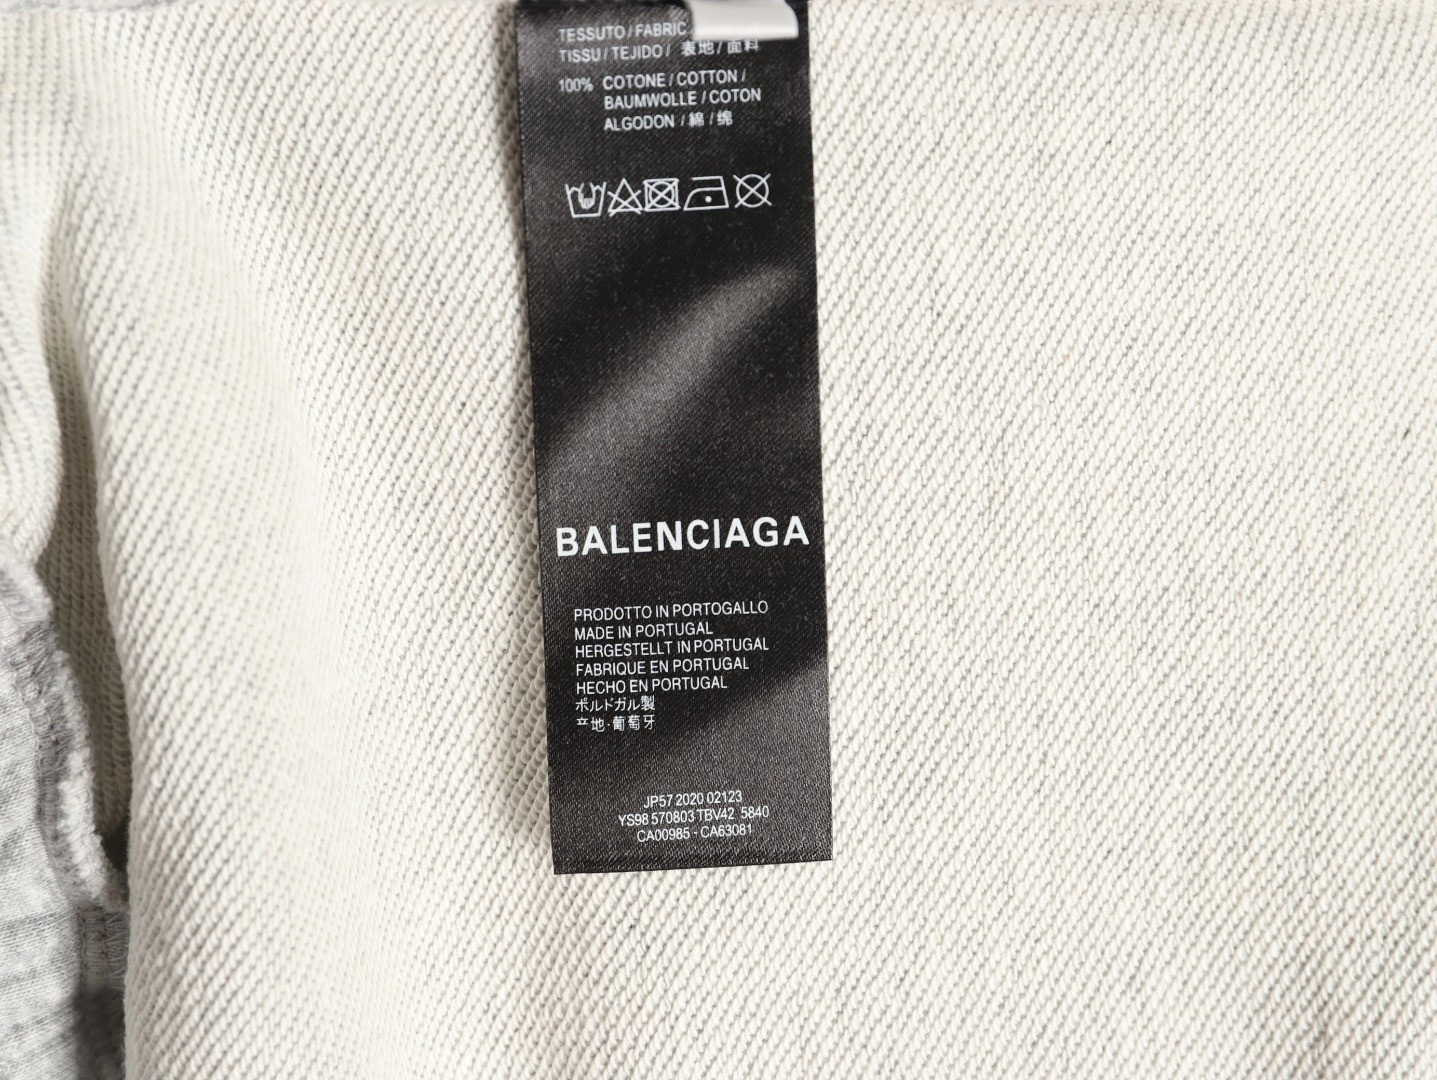 TESSUTO / FABRIC
TISSU / TEJIDO / 表地 / 面料
100% COTONE / COTTON /
BAUMWOLLE / COTON
ALGODON / 綿 / 绵
BALENCIAGA
PRODOTTO IN PORTOGALLO
MADE IN PORTUGAL
HERGESTELLT IN PORTUGAL
FABRIQUE EN PORTUGAL
HECHO EN PORTUGAL
ポルトガル製
产地·葡萄牙
JP57 2020 02123
YS98 570803 TBV42 5840
CA00985 - CA63081